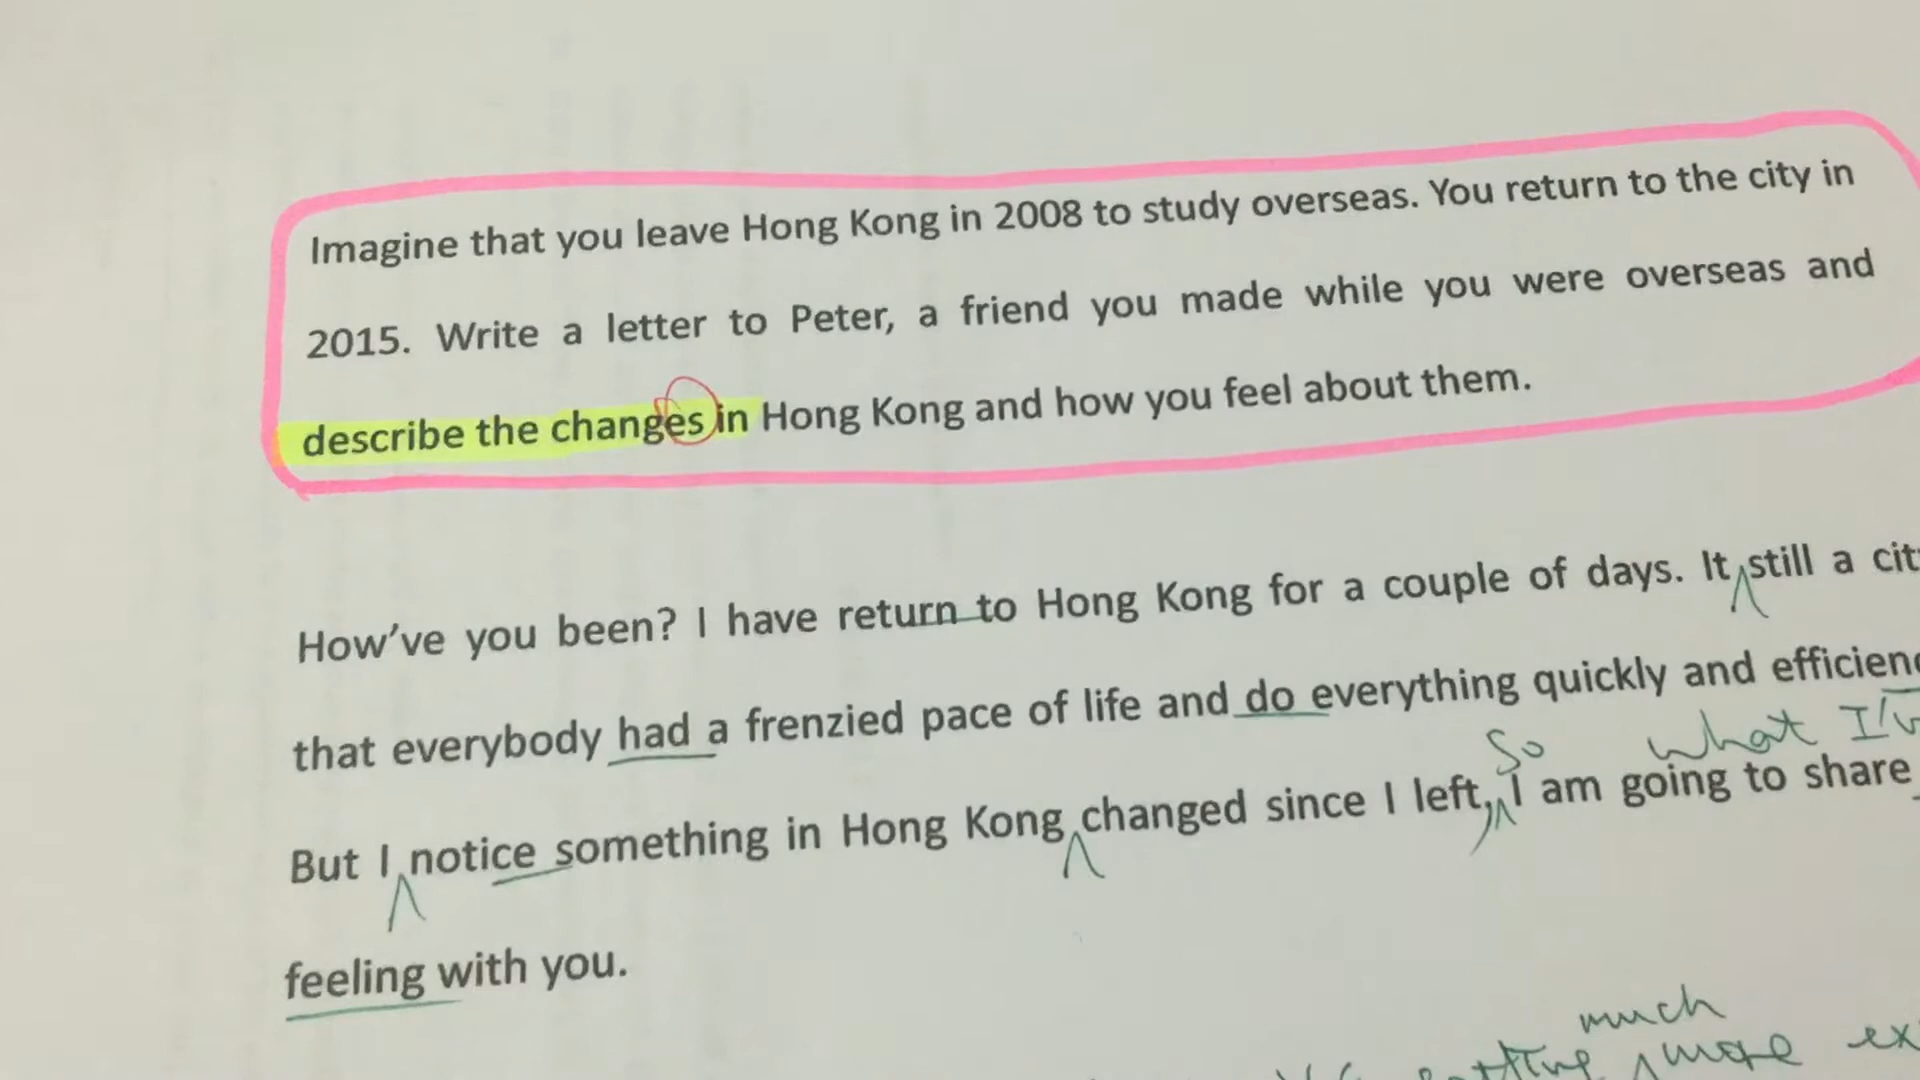 Imagine that you leave Hong Kong in 2008 to study overseas. You return to the city in
2015. Write a letter to Peter, a friend you made while you were overseas and
describe the changes in Hong Kong and how you feel about them.
How've you been? I have return to Hong Kong for a couple of days. It still a
that everybody had a frenzied pace of life and do everything quickly and
So what
But I notice something in Hong Kong changed since I left, I am going to share
feeling with you.
much
getting more